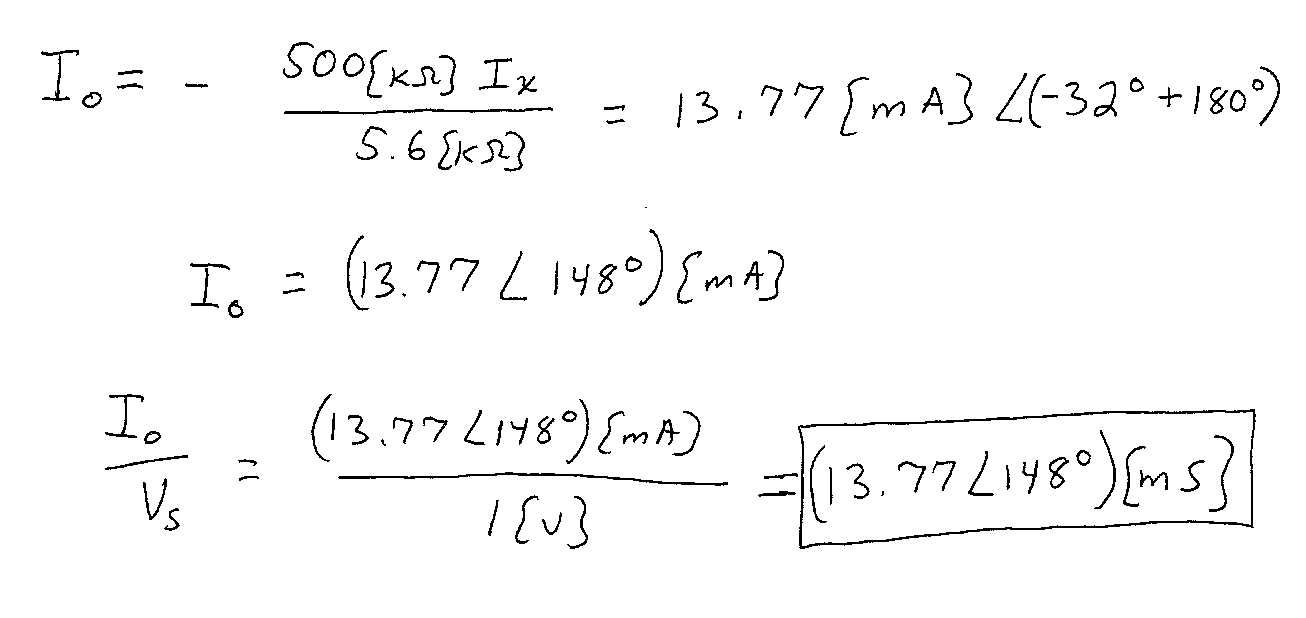 I₀ = - 500[kΩ] Iₓ / 5.6[kΩ] = 13.77[mA] ∠(-32° + 180°)
I₀ = (13.77 ∠ 148°)[mA]
I₀ / Vₛ = (13.77 ∠ 148°)[mA] / 1[V] = (13.77 ∠ 148°)[mS]